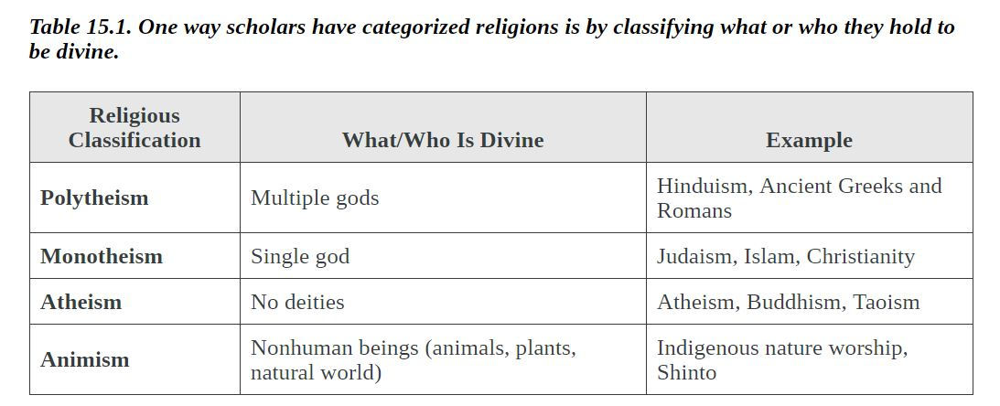 Table 15.1. One way scholars have categorized religions is by classifying what or who they hold to
be divine.
Religious
Classification
What/Who Is Divine
Example
Polytheism
Multiple gods
Hinduism, Ancient Greeks and
Romans
Monotheism
Single god
Judaism, Islam, Christianity
Atheism
No deities
Atheism, Buddhism, Taoism
Animism
Nonhuman beings (animals, plants,
natural world)
Indigenous nature worship,
Shinto